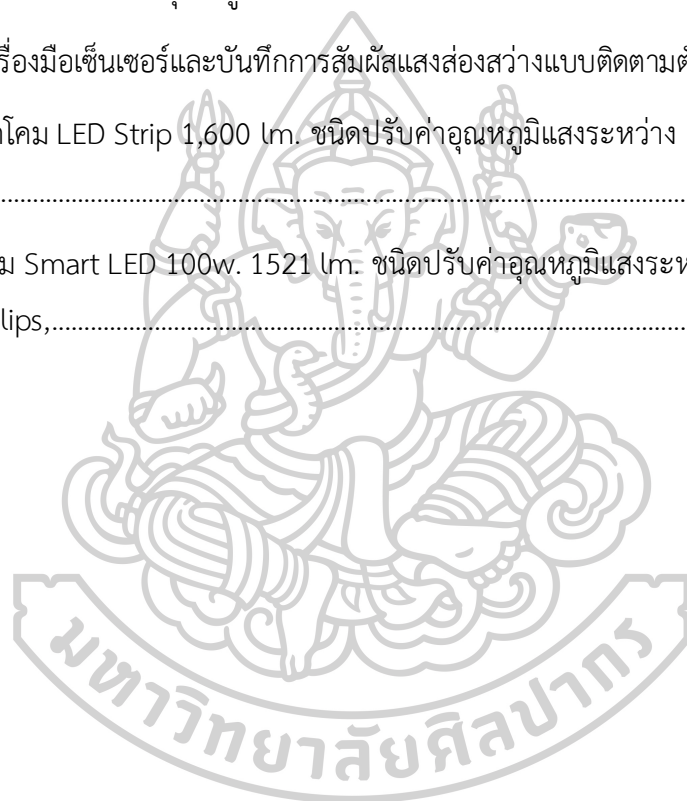 รื่องมือเซ็นเซอร์และบันทึกการสัมผัสแสงส่องสว่างแบบติดตามตั
โคม LED Strip 1,600 lm. ชนิดปรับค่าอุณหภูมิแสงระหว่าง
................................................................................
ม Smart LED 100w. 1521 lm. ชนิดปรับค่าอุณหภูมิแสงระห
lips,................................................................................
มหาวิทยาลัยศิลปากร